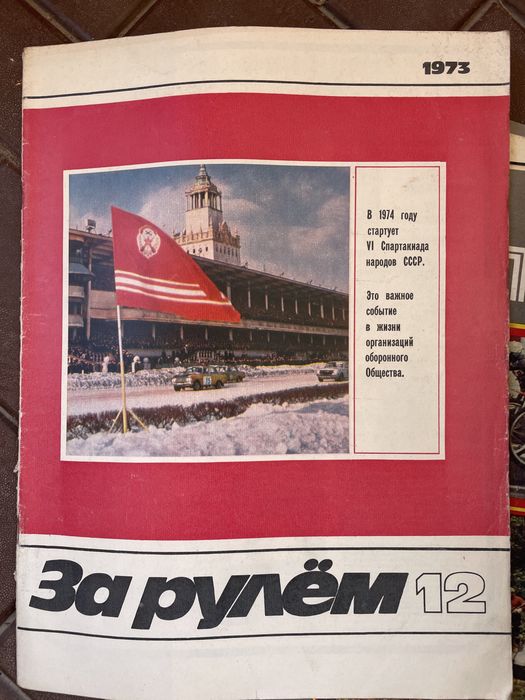 1973
В 1974 году
стартует
VI Спартакиада
народов СССР.
Это важное
событие
в жизни
организаций
оборонного
Общества.
За рулём 12